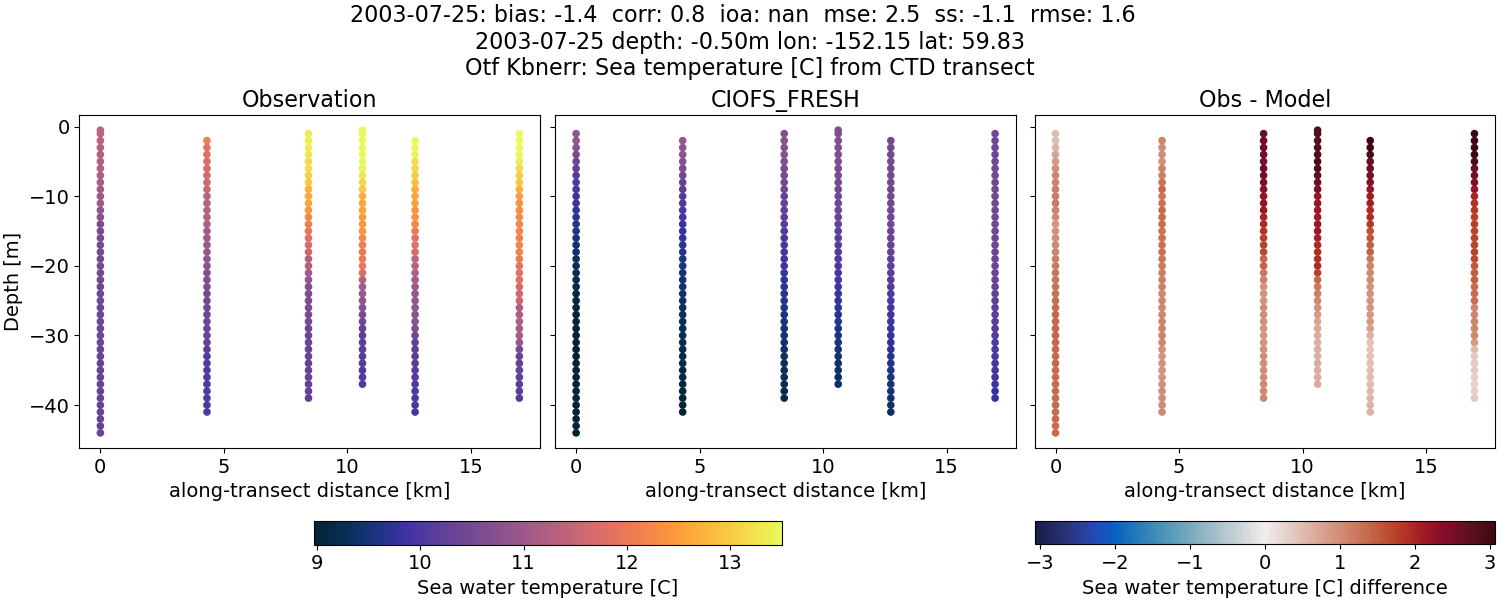 2003-07-25: bias: -1.4  corr: 0.8  ioa: nan  mse: 2.5  ss: -1.1  rmse: 1.6
2003-07-25 depth: -0.50m lon: -152.15 lat: 59.83
Otf Kbnerr: Sea temperature [C] from CTD transect
Observation
CIOFS_FRESH
Obs - Model
Depth [m]
0
−10
−20
−30
−40
0 5 10 15
0 5 10 15
0 5 10 15
along-transect distance [km]
along-transect distance [km]
along-transect distance [km]
9 10 11 12 13
Sea water temperature [C]
−3 −2 −1 0 1 2 3
Sea water temperature [C] difference